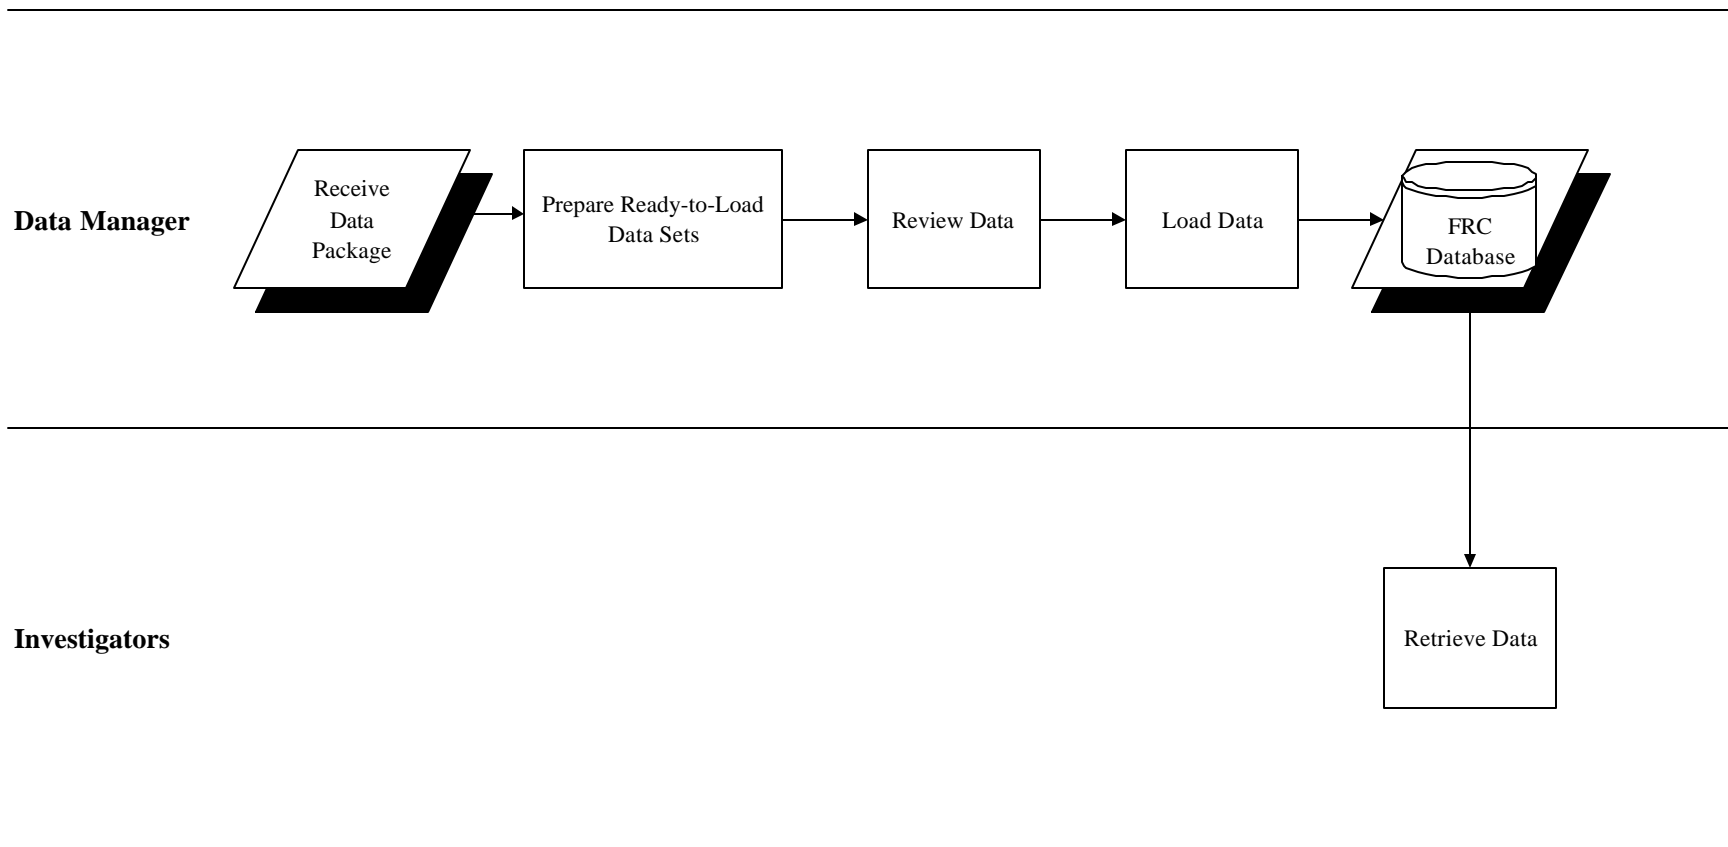 Data Manager
Receive
Data
Package
Prepare Ready-to-Load
Data Sets
Review Data
Load Data
FRC
Database
Investigators
Retrieve Data